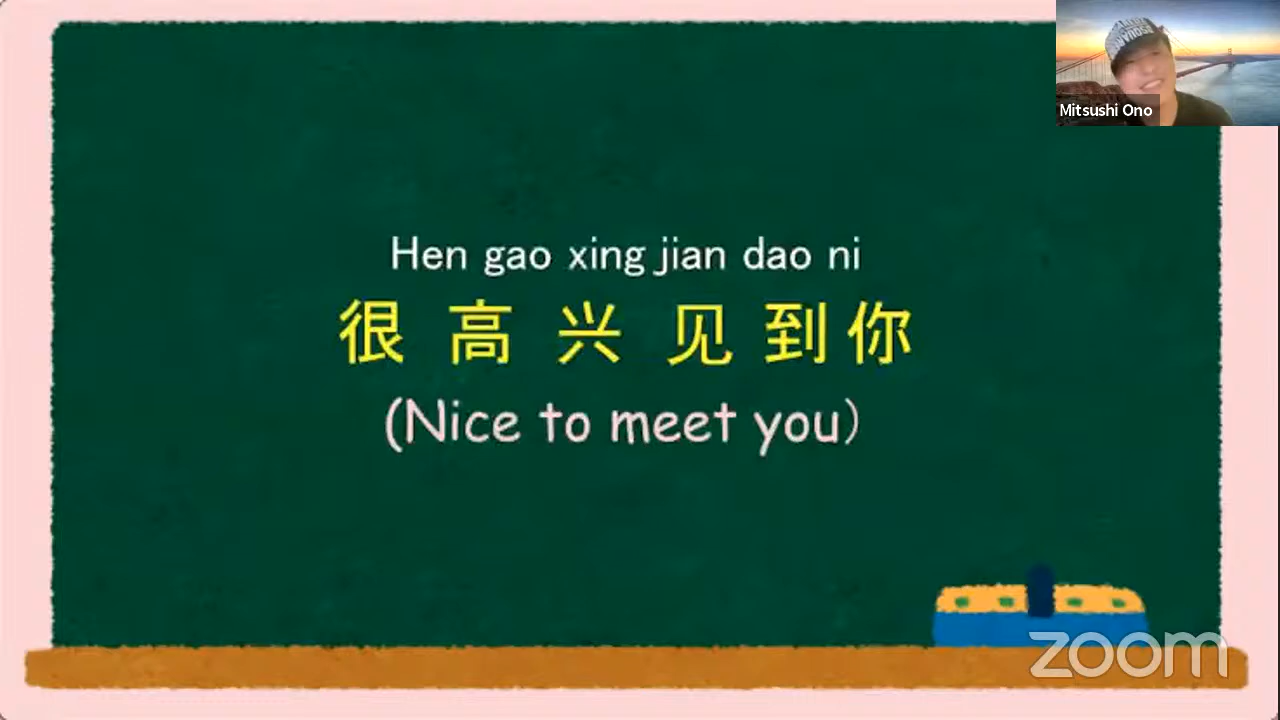 Hen gao xing jian dao ni
很 高 兴 见 到 你
(Nice to meet you）
Mitsushi Ono
zoom